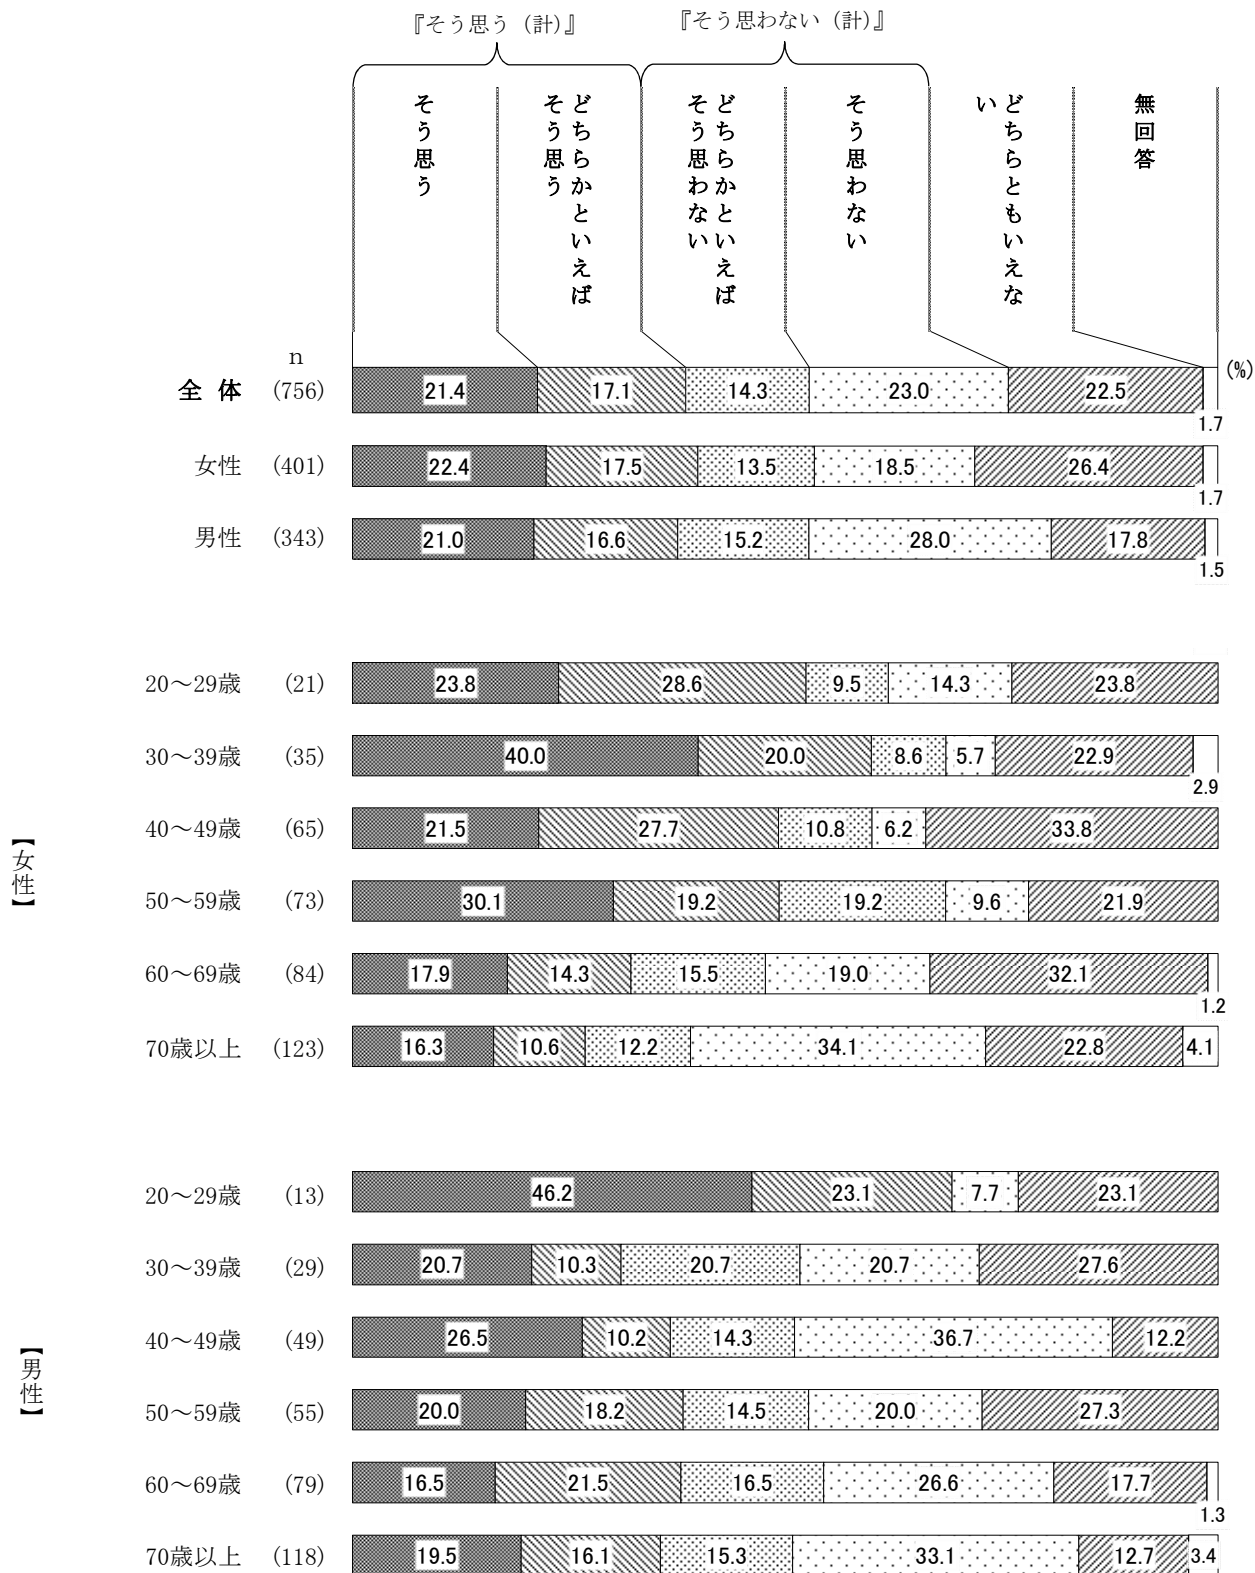 『そう思う（計）』 『そう思わない（計）』
そう思う
どちらかといえば
そう思う
どちらかといえば
そう思わない
そう思わない
どちらともいえな
い
無回答
n
(%)
全 体 (756) 21.4 17.1 14.3 23.0 22.5 1.7
女性 (401) 22.4 17.5 13.5 18.5 26.4 1.7
男性 (343) 21.0 16.6 15.2 28.0 17.8 1.5
【女性】
20～29歳 (21) 23.8 28.6 9.5 14.3 23.8
30～39歳 (35) 40.0 20.0 8.6 5.7 22.9 2.9
40～49歳 (65) 21.5 27.7 10.8 6.2 33.8
50～59歳 (73) 30.1 19.2 19.2 9.6 21.9
60～69歳 (84) 17.9 14.3 15.5 19.0 32.1 1.2
70歳以上 (123) 16.3 10.6 12.2 34.1 22.8 4.1
【男性】
20～29歳 (13) 46.2 23.1 7.7 23.1
30～39歳 (29) 20.7 10.3 20.7 20.7 27.6
40～49歳 (49) 26.5 10.2 14.3 36.7 12.2
50～59歳 (55) 20.0 18.2 14.5 20.0 27.3
60～69歳 (79) 16.5 21.5 16.5 26.6 17.7 1.3
70歳以上 (118) 19.5 16.1 15.3 33.1 12.7 3.4